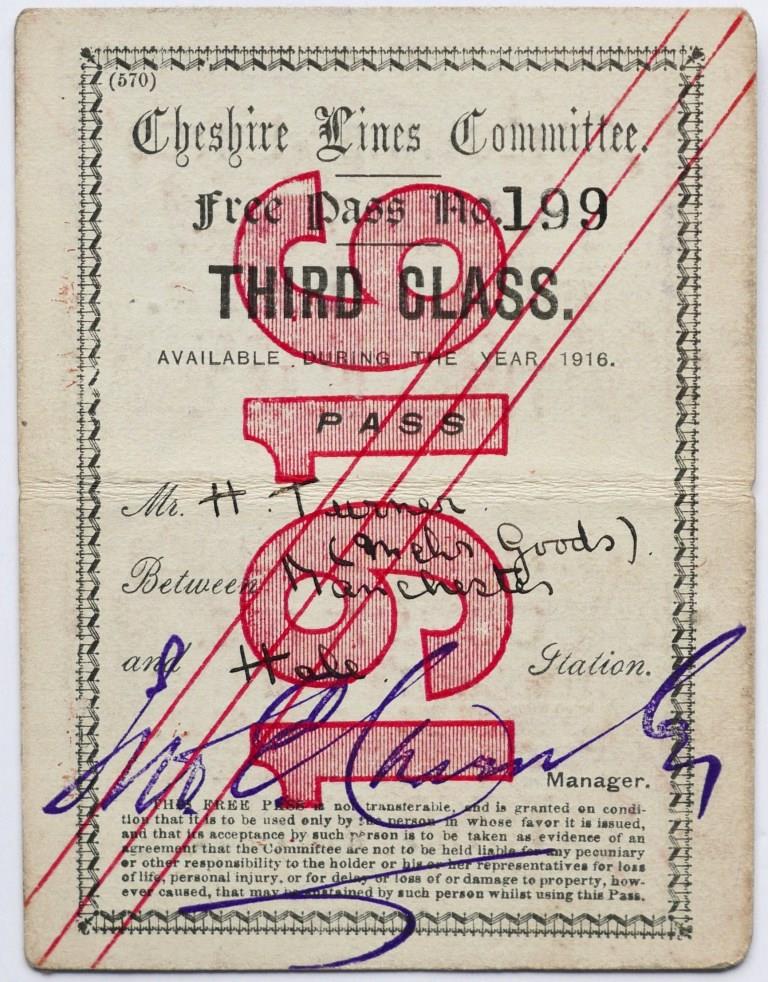 (570)
Cheshire Lines Committee.
Free Pass No. 199
THIRD CLASS.
AVAILABLE DURING THE YEAR 1916.
1916
PASS
Mr. H. Turner
(Mchr Goods).
Between Manchester
and Hale Station.
Manager.
THIS FREE PASS is not transferable, and is granted on condi-
tion that it is to be used only by the person in whose favor it is issued,
and that its acceptance by such person is to be taken as evidence of an
agreement that the Committee are not to be held liable for any pecuniary
or other responsibility to the holder or his or her representatives for loss
of life, personal injury, or for delay or loss of or damage to property, how-
ever caused, that may be sustained by such person whilst using this Pass.